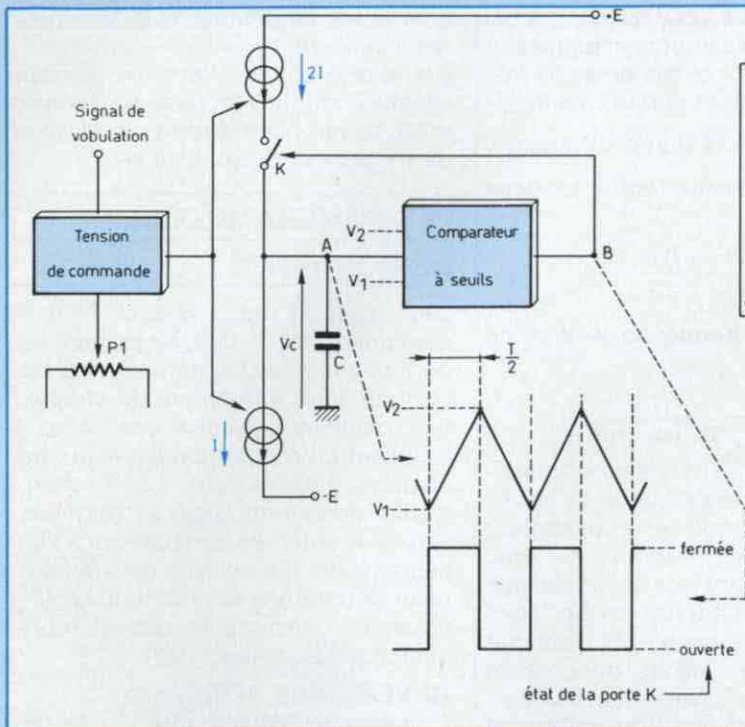 +E
2I
Signal de
vobulation
K
Tension
de commande
A
V2
V1
Comparateur
à seuils
B
P1
Vc
C
T/2
V2
V1
I
-E
fermée
ouverte
état de la porte K